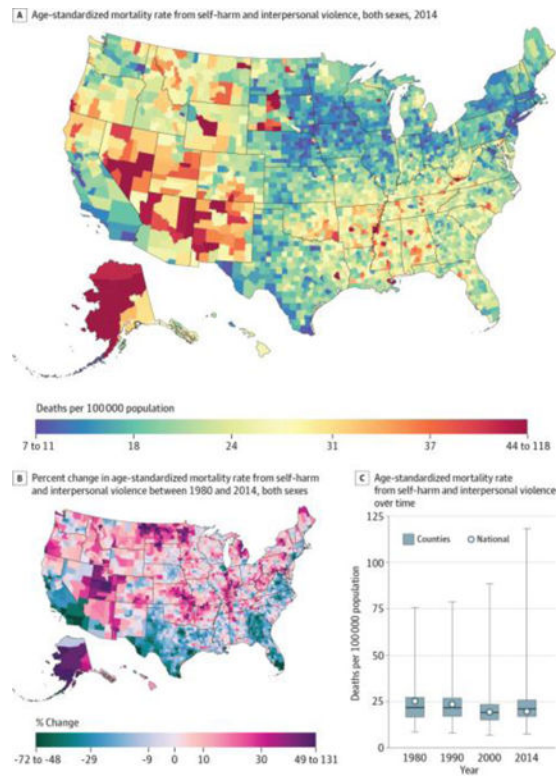 A Age-standardized mortality rate from self-harm and interpersonal violence, both sexes, 2014
Deaths per 100 000 population
7 to 11 18 24 31 37 44 to 118
B Percent change in age-standardized mortality rate from self-harm
and interpersonal violence between 1980 and 2014, both sexes
% Change
-72 to -48 -29 -9 0 10 30 49 to 131
C Age-standardized mortality rate
from self-harm and interpersonal violence
over time
125
Counties National
100
75
50
25
0
Deaths per 100 000 population
1980 1990 2000 2014
Year